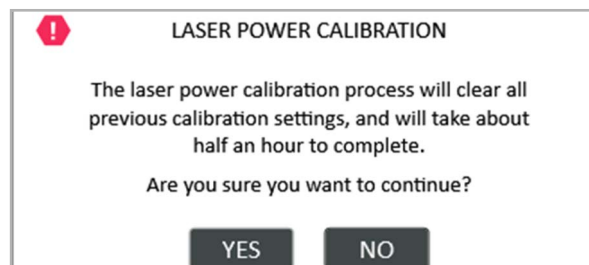 !
LASER POWER CALIBRATION
The laser power calibration process will clear all
previous calibration settings, and will take about
half an hour to complete.
Are you sure you want to continue?
YES NO